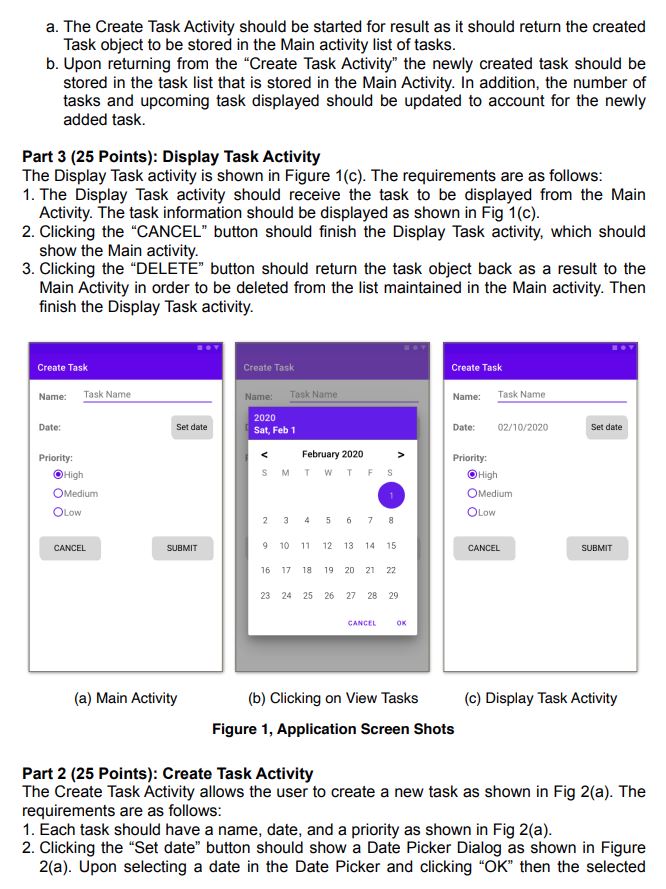 a. The Create Task Activity should be started for result as it should return the created
Task object to be stored in the Main activity list of tasks.
b. Upon returning from the “Create Task Activity” the newly created task should be
stored in the task list that is stored in the Main Activity. In addition, the number of
tasks and upcoming task displayed should be updated to account for the newly
added task.
Part 3 (25 Points): Display Task Activity
The Display Task activity is shown in Figure 1(c). The requirements are as follows:
1. The Display Task activity should receive the task to be displayed from the Main
Activity. The task information should be displayed as shown in Fig 1(c).
2. Clicking the “CANCEL” button should finish the Display Task activity, which should
show the Main activity.
3. Clicking the “DELETE” button should return the task object back as a result to the
Main Activity in order to be deleted from the list maintained in the Main activity. Then
finish the Display Task activity.
Create Task
Name: Task Name
Date: Set date
Priority:
High
Medium
Low
CANCEL SUBMIT
Create Task
Name: Task Name
2020
Sat, Feb 1
< February 2020 >
S M T W T F S
1
2 3 4 5 6 7 8
9 10 11 12 13 14 15
16 17 18 19 20 21 22
23 24 25 26 27 28 29
CANCEL OK
Create Task
Name: Task Name
Date: 02/10/2020 Set date
Priority:
High
Medium
Low
CANCEL SUBMIT
(a) Main Activity (b) Clicking on View Tasks (c) Display Task Activity
Figure 1, Application Screen Shots
Part 2 (25 Points): Create Task Activity
The Create Task Activity allows the user to create a new task as shown in Fig 2(a). The
requirements are as follows:
1. Each task should have a name, date, and a priority as shown in Fig 2(a).
2. Clicking the “Set date” button should show a Date Picker Dialog as shown in Figure
2(a). Upon selecting a date in the Date Picker and clicking “OK” then the selected